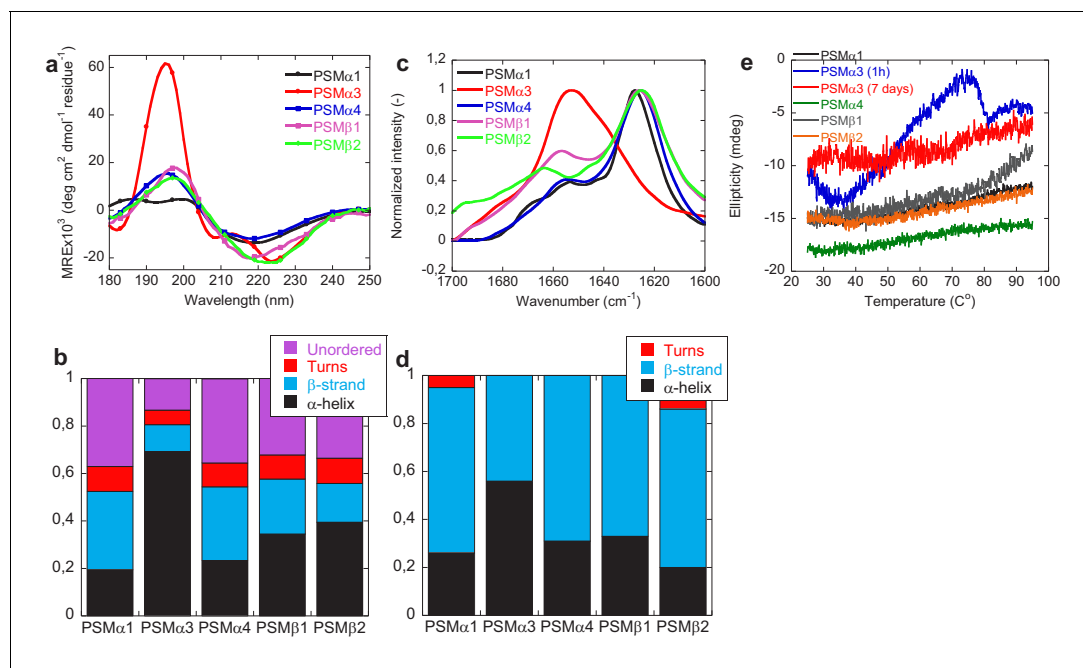 a
MREx10³ (deg cm² dmol⁻¹ residue⁻¹)
60
40
20
0
-20
180 190 200 210 220 230 240 250
Wavelength (nm)
PSMα1
PSMα3
PSMα4
PSMβ1
PSMβ2
c
Normalized intensity (-)
1,2
1
0,8
0,6
0,4
0,2
0
-0,2
1700 1680 1660 1640 1620 1600
Wavenumber (cm⁻¹)
PSMα1
PSMα3
PSMα4
PSMβ1
PSMβ2
e
Ellipticity (mdeg)
0
-5
-10
-15
-20
20 30 40 50 60 70 80 90 100
Temperature (C°)
PSMα1
PSMα3 (1h)
PSMα3 (7 days)
PSMα4
PSMβ1
PSMβ2
b
Unordered
Turns
β-strand
α-helix
1
0,8
0,6
0,4
0,2
0
PSMα1 PSMα3 PSMα4 PSMβ1 PSMβ2
d
Turns
β-strand
α-helix
1
0,8
0,6
0,4
0,2
0
PSMα1 PSMα3 PSMα4 PSMβ1 PSMβ2